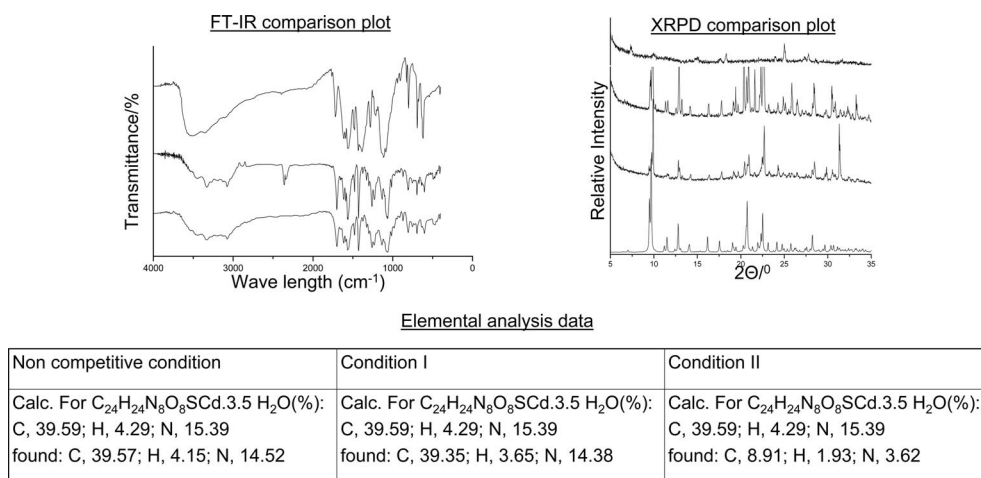 FT-IR comparison plot
XRPD comparison plot
Transmittance/%
4000 3000 2000 1000 0
Wave length (cm⁻¹)
Relative Intensity
5 10 15 20 25 30 35
2Θ/⁰
Elemental analysis data
Non competitive condition
Calc. For C₂₄H₂₄N₈O₈SCd.3.5 H₂O(%):
C, 39.59; H, 4.29; N, 15.39
found: C, 39.57; H, 4.15; N, 14.52
Condition I
Calc. For C₂₄H₂₄N₈O₈SCd.3.5 H₂O(%):
C, 39.59; H, 4.29; N, 15.39
found: C, 39.35; H, 3.65; N, 14.38
Condition II
Calc. For C₂₄H₂₄N₈O₈SCd.3.5 H₂O(%):
C, 39.59; H, 4.29; N, 15.39
found: C, 8.91; H, 1.93; N, 3.62